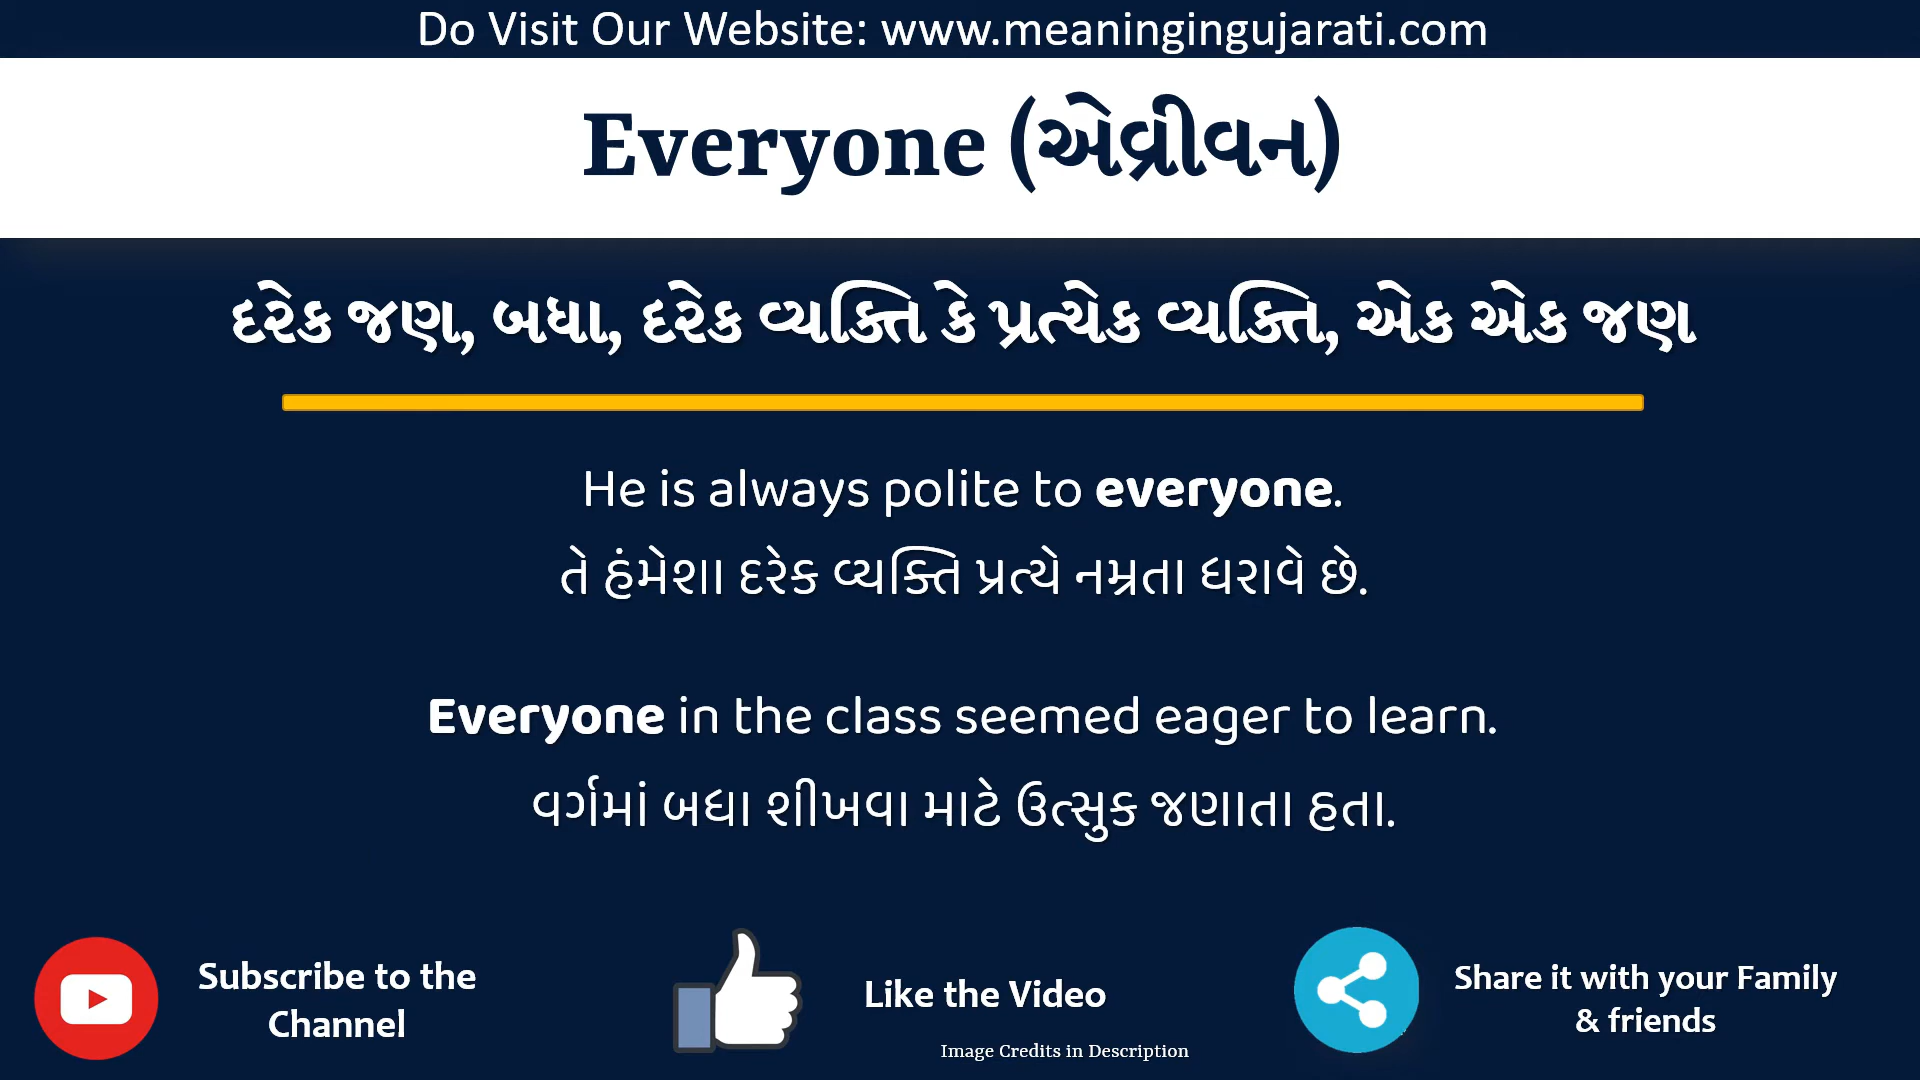 Do Visit Our Website: www.meaningingujarati.com
Everyone (એવ્રીવન)
દરેક જણ, બધા, દરેક વ્યક્તિ કે પ્રત્યેક વ્યક્તિ, એક એક જણ
He is always polite to everyone.
તે હંમેશા દરેક વ્યક્તિ પ્રત્યે નમ્રતા ધરાવે છે.
Everyone in the class seemed eager to learn.
વર્ગમાં બધા શીખવા માટે ઉત્સુક જણાતા હતા.
Subscribe to the
Channel
Like the Video
Share it with your Family
& friends
Image Credits in Description